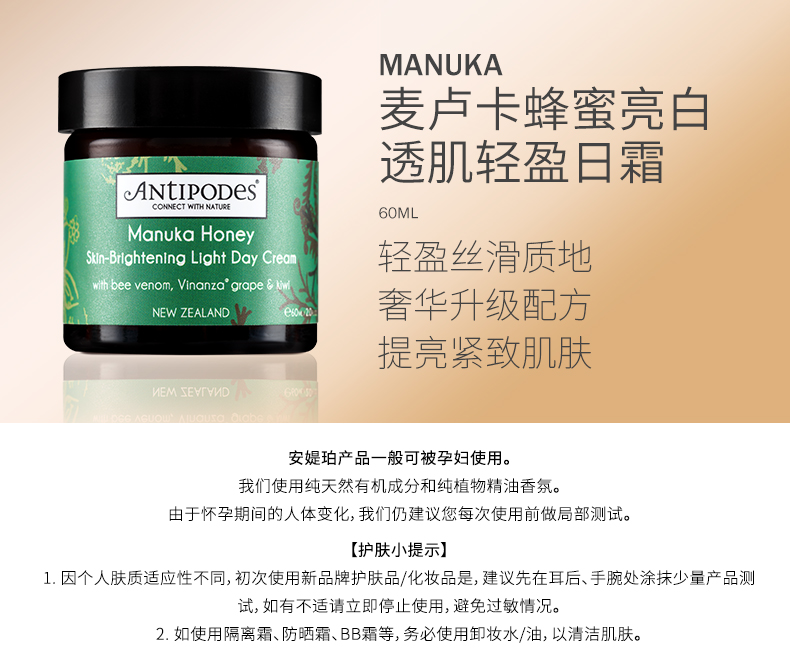 MANUKA
麦卢卡蜂蜜亮白
透肌轻盈日霜
60ML
轻盈丝滑质地
奢华升级配方
提亮紧致肌肤
ANTIPODES®
CONNECT WITH NATURE
Manuka Honey
Skin-Brightening Light Day Cream
with bee venom, Vinanza® grape & kiwi
NEW ZEALAND
安媞珀产品一般可被孕妇使用。
我们使用纯天然有机成分和纯植物精油香氛。
由于怀孕期间的人体变化,我们仍建议您每次使用前做局部测试。
【护肤小提示】
1. 因个人肤质适应性不同,初次使用新品牌护肤品/化妆品是,建议先在耳后、手腕处涂抹少量产品测
试,如有不适请立即停止使用,避免过敏情况。
2. 如使用隔离霜、防晒霜、BB霜等,务必使用卸妆水/油,以清洁肌肤。